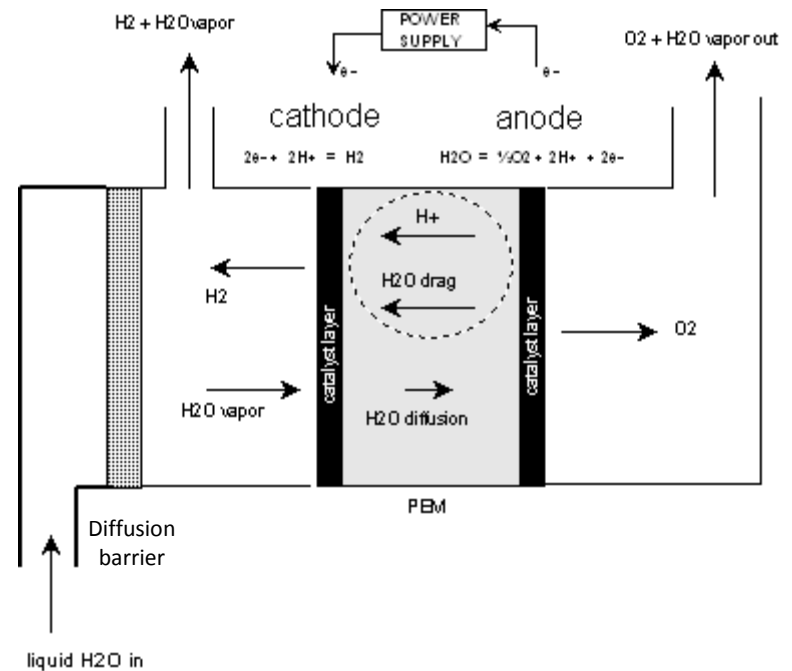 H2 + H2O vapor
POWER
SUPPLY
O2 + H2O vapor out
e-
e-
cathode
anode
2e- + 2H+ = H2
H2O = ½O2 + 2H+ + 2e-
H+
H2O drag
H2
catalyst layer
catalyst layer
O2
H2O vapor
H2O diffusion
PEM
Diffusion
barrier
liquid H2O in